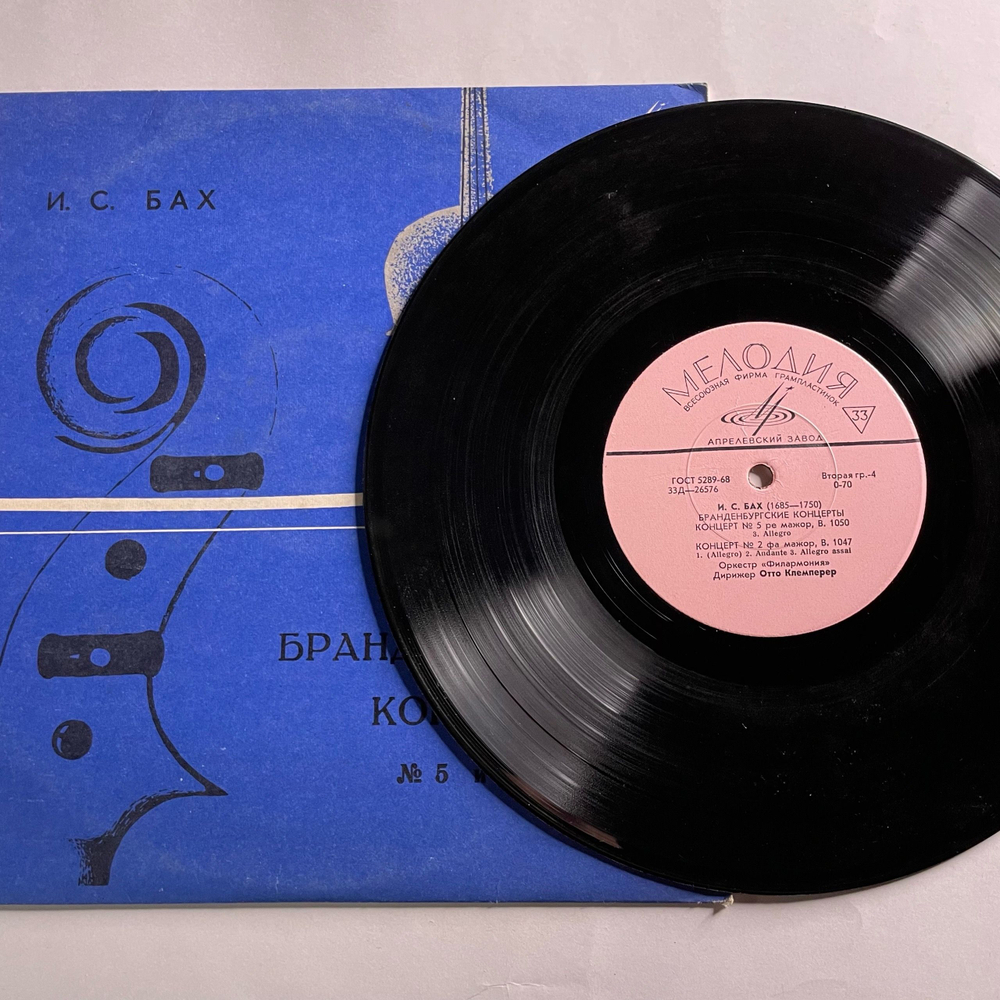 И. С. БАХ
БРАНД
КОН
№ 5 и
МЕЛОДИЯ
ВСЕСОЮЗНАЯ ФИРМА ГРАМПЛАСТИНОК
33
АПРЕЛЕВСКИЙ ЗАВОД
ГОСТ 5289-68 Вторая гр.-4
33Д—26576 0-70
И. С. БАХ (1685—1750)
БРАНДЕНБУРГСКИЕ КОНЦЕРТЫ
КОНЦЕРТ № 5 ре мажор, В. 1050
3. Allegro
КОНЦЕРТ № 2 фа мажор, В. 1047
1. (Allegro) 2. Andante 3. Allegro assai
Оркестр «Филармония»
Дирижер Отто Клемперер